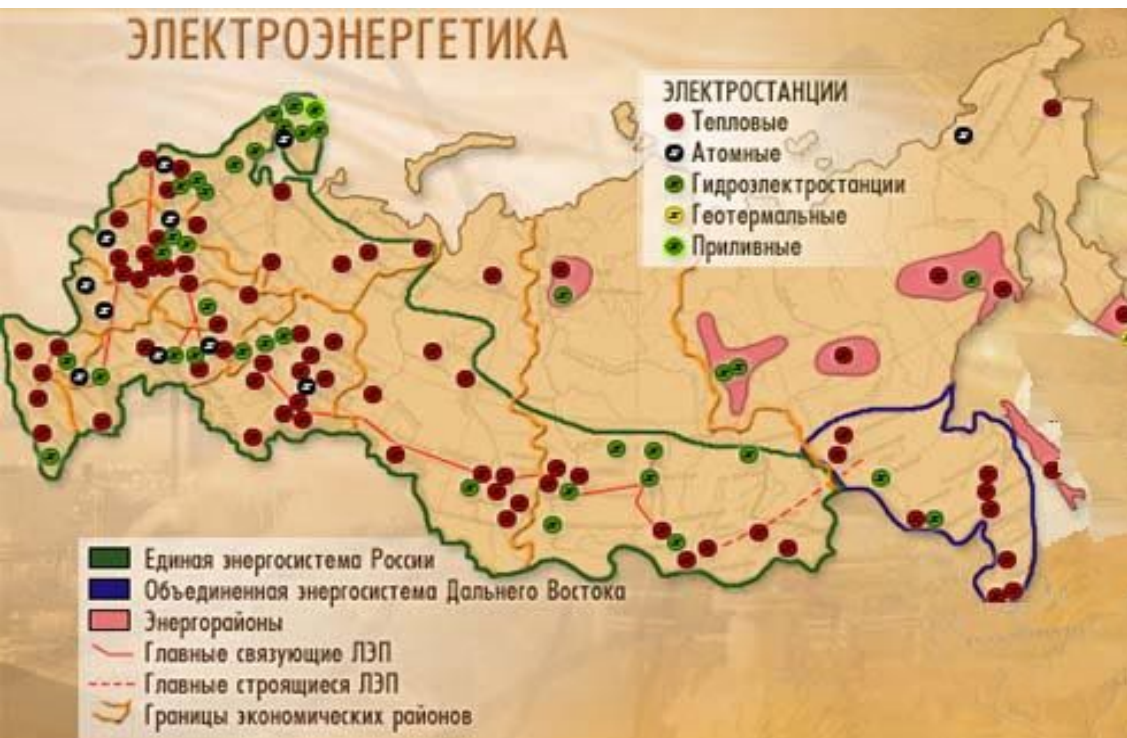 ЭЛЕКТРОЭНЕРГЕТИКА
ЭЛЕКТРОСТАНЦИИ
Тепловые
Атомные
Гидроэлектростанции
Геотермальные
Приливные
Единая энергосистема России
Объединенная энергосистема Дальнего Востока
Энергорайоны
Главные связующие ЛЭП
Главные строящиеся ЛЭП
Границы экономических районов